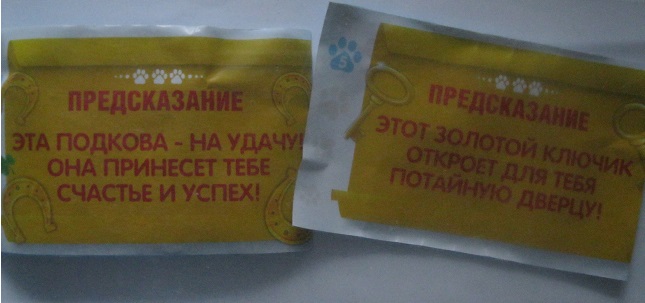 ПРЕДСКАЗАНИЕ
ЭТА ПОДКОВА - НА УДАЧУ!
ОНА ПРИНЕСЕТ ТЕБЕ
СЧАСТЬЕ И УСПЕХ!
S
ПРЕДСКАЗАНИЕ
ЭТОТ ЗОЛОТОЙ КЛЮЧИК
ОТКРОЕТ ДЛЯ ТЕБЯ
ПОТАЙНУЮ ДВЕРЦУ!